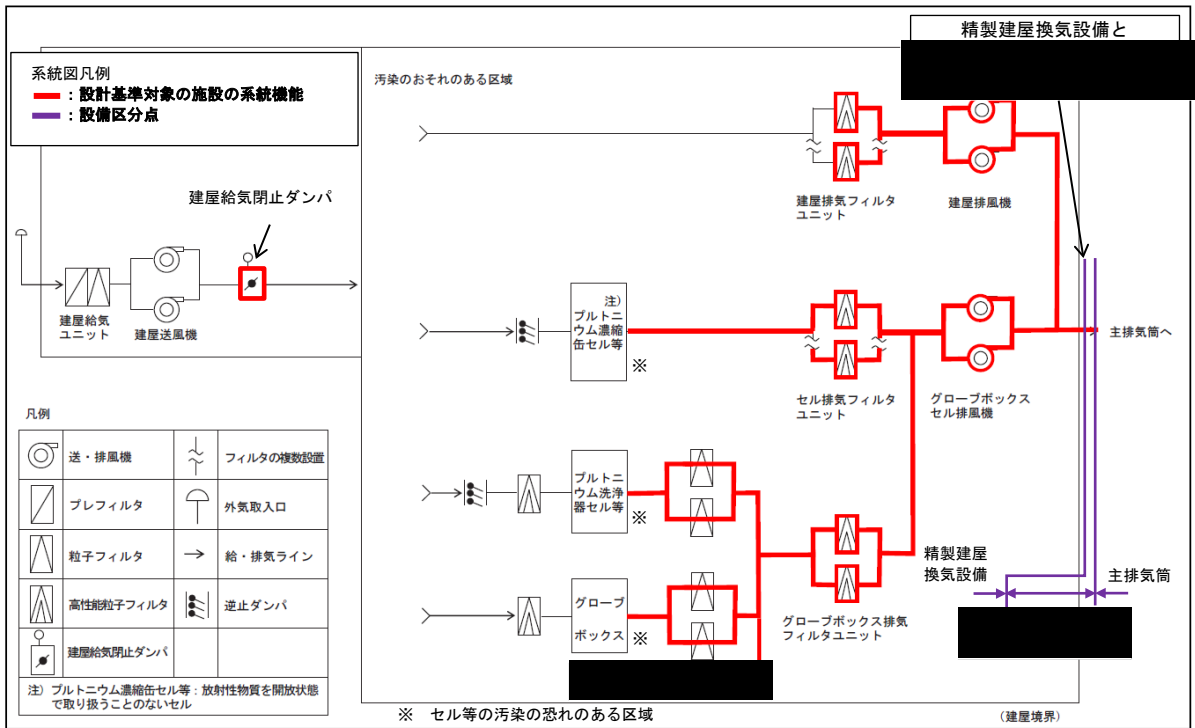 精製建屋換気設備と
系統図凡例
：設計基準対象の施設の系統機能
：設備区分点
汚染のおそれのある区域
建屋給気閉止ダンパ
建屋給気
ユニット
建屋送風機
建屋排気フィルタ
ユニット
建屋排風機
注）
プルトニ
ウム濃縮
缶セル等
※
セル排気フィルタ
ユニット
グローブボックス
セル排風機
主排気筒へ
プルトニ
ウム洗浄
器セル等
※
グローブ
ボックス
※
グローブボックス排気
フィルタユニット
精製建屋
換気設備
主排気筒
凡例
送・排風機
フィルタの複数設置
プレフィルタ
外気取入口
粒子フィルタ
給・排気ライン
高性能粒子フィルタ
逆止ダンパ
建屋給気閉止ダンパ
注）プルトニウム濃縮缶セル等：放射性物質を開放状態
で取り扱うことのないセル
※　セル等の汚染の恐れのある区域
（建屋境界）